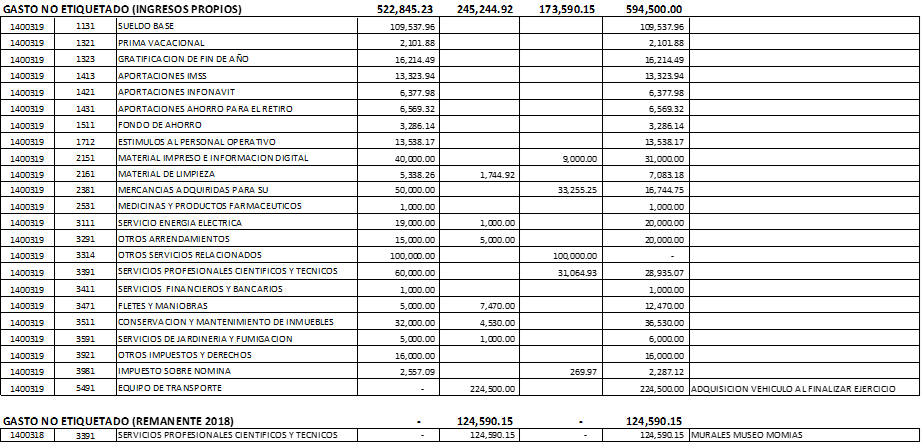 GASTO NO ETIQUETADO (INGRESOS PROPIOS) 522,845.23 245,244.92 173,590.15 594,500.00
1400319 1131 SUELDO BASE 109,537.96 109,537.96
1400319 1321 PRIMA VACACIONAL 2,101.88 2,101.88
1400319 1323 GRATIFICACION DE FIN DE AÑO 16,214.49 16,214.49
1400319 1413 APORTACIONES IMSS 13,323.94 13,323.94
1400319 1421 APORTACIONES INFONAVIT 6,377.98 6,377.98
1400319 1431 APORTACIONES AHORRO PARA EL RETIRO 6,569.32 6,569.32
1400319 1511 FONDO DE AHORRO 3,286.14 3,286.14
1400319 1712 ESTIMULOS AL PERSONAL OPERATIVO 13,538.17 13,538.17
1400319 2151 MATERIAL IMPRESO E INFORMACION DIGITAL 40,000.00 9,000.00 31,000.00
1400319 2161 MATERIAL DE LIMPIEZA 5,338.26 1,744.92 7,083.18
1400319 2381 MERCANCIAS ADQUIRIDAS PARA SU 50,000.00 33,255.25 16,744.75
1400319 2531 MEDICINAS Y PRODUCTOS FARMACEUTICOS 1,000.00 1,000.00
1400319 3111 SERVICIO ENERGIA ELECTRICA 19,000.00 1,000.00 20,000.00
1400319 3291 OTROS ARRENDAMIENTOS 15,000.00 5,000.00 20,000.00
1400319 3314 OTROS SERVICIOS RELACIONADOS 100,000.00 100,000.00 -
1400319 3391 SERVICIOS PROFESIONALES CIENTIFICOS Y TECNICOS 60,000.00 31,064.93 28,935.07
1400319 3411 SERVICIOS FINANCIEROS Y BANCARIOS 1,000.00 1,000.00
1400319 3471 FLETES Y MANIOBRAS 5,000.00 7,470.00 12,470.00
1400319 3511 CONSERVACION Y MANTENIMIENTO DE INMUEBLES 32,000.00 4,530.00 36,530.00
1400319 3591 SERVICIOS DE JARDINERIA Y FUMIGACION 5,000.00 1,000.00 6,000.00
1400319 3921 OTROS IMPUESTOS Y DERECHOS 16,000.00 16,000.00
1400319 3981 IMPUESTO SOBRE NOMINA 2,557.09 269.97 2,287.12
1400319 5491 EQUIPO DE TRANSPORTE - 224,500.00 224,500.00 ADQUISICION VEHICULO AL FINALIZAR EJERCICIO
GASTO NO ETIQUETADO (REMANENTE 2018) - 124,590.15 - 124,590.15
1400318 3391 SERVICIOS PROFESIONALES CIENTIFICOS Y TECNICOS - 124,590.15 - 124,590.15 MURALES MUSEO MOMIAS